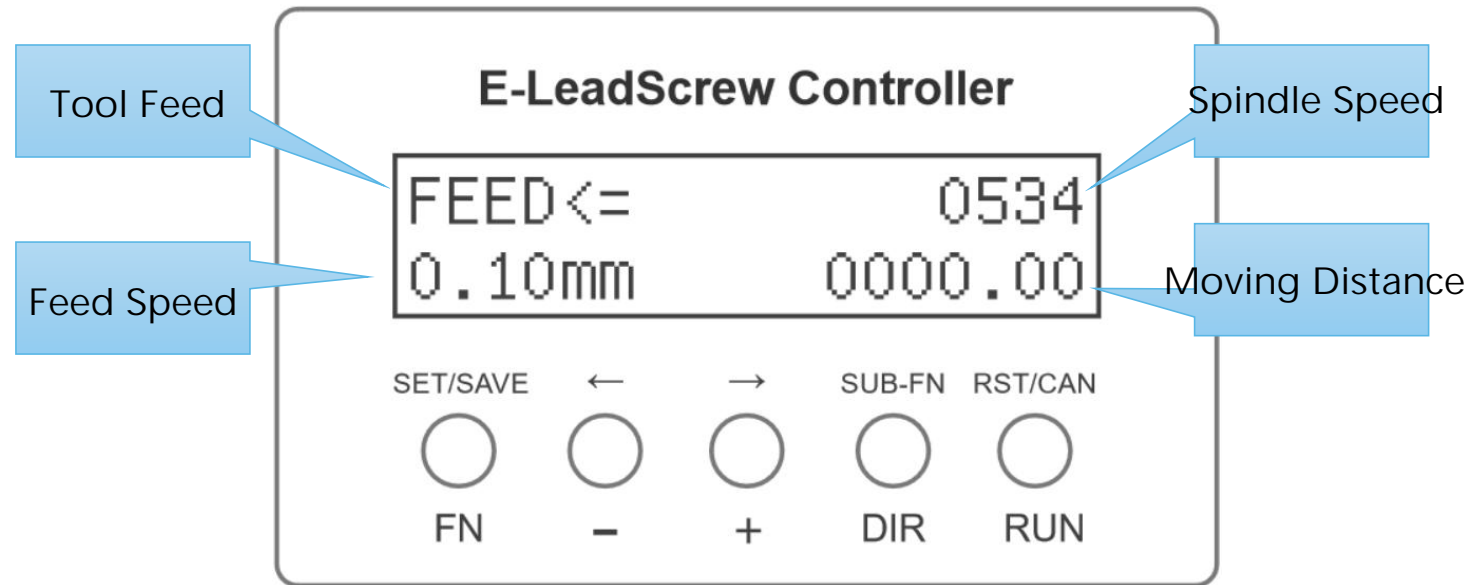 E-LeadScrew Controller
Tool Feed
Spindle Speed
FEED<= 0534
0.10mm 0000.00
Feed Speed
Moving Distance
SET/SAVE ← → SUB-FN RST/CAN
FN - + DIR RUN